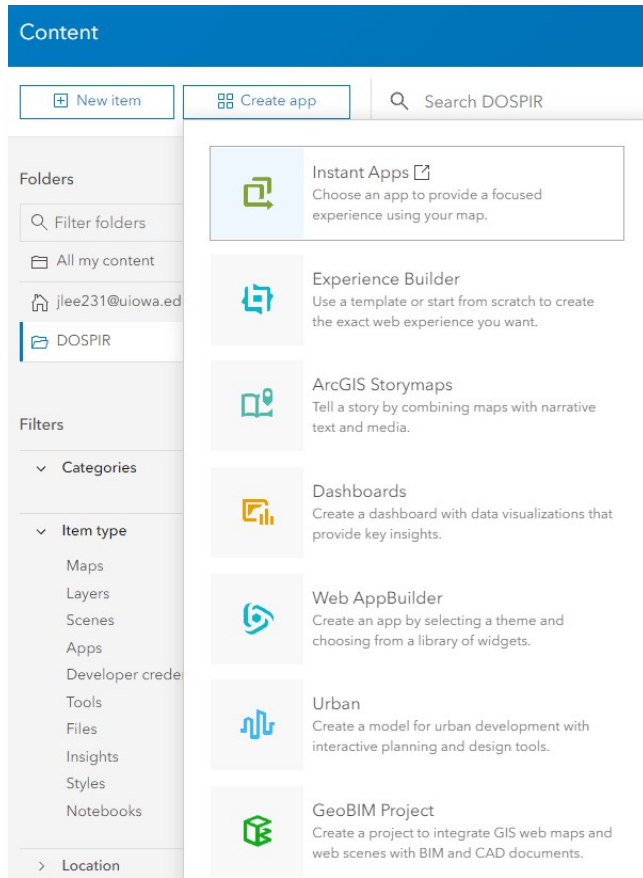 Content
New item
Create app
Search DOSPIR
Folders
Filter folders
All my content
jlee231@uiowa.ed
DOSPIR
Filters
Categories
Item type
Maps
Layers
Scenes
Apps
Developer crede
Tools
Files
Insights
Styles
Notebooks
Location
Instant Apps
Choose an app to provide a focused
experience using your map.
Experience Builder
Use a template or start from scratch to create
the exact web experience you want.
ArcGIS Storymaps
Tell a story by combining maps with narrative
text and media.
Dashboards
Create a dashboard with data visualizations that
provide key insights.
Web AppBuilder
Create an app by selecting a theme and
choosing from a library of widgets.
Urban
Create a model for urban development with
interactive planning and design tools.
GeoBIM Project
Create a project to integrate GIS web maps and
web scenes with BIM and CAD documents.